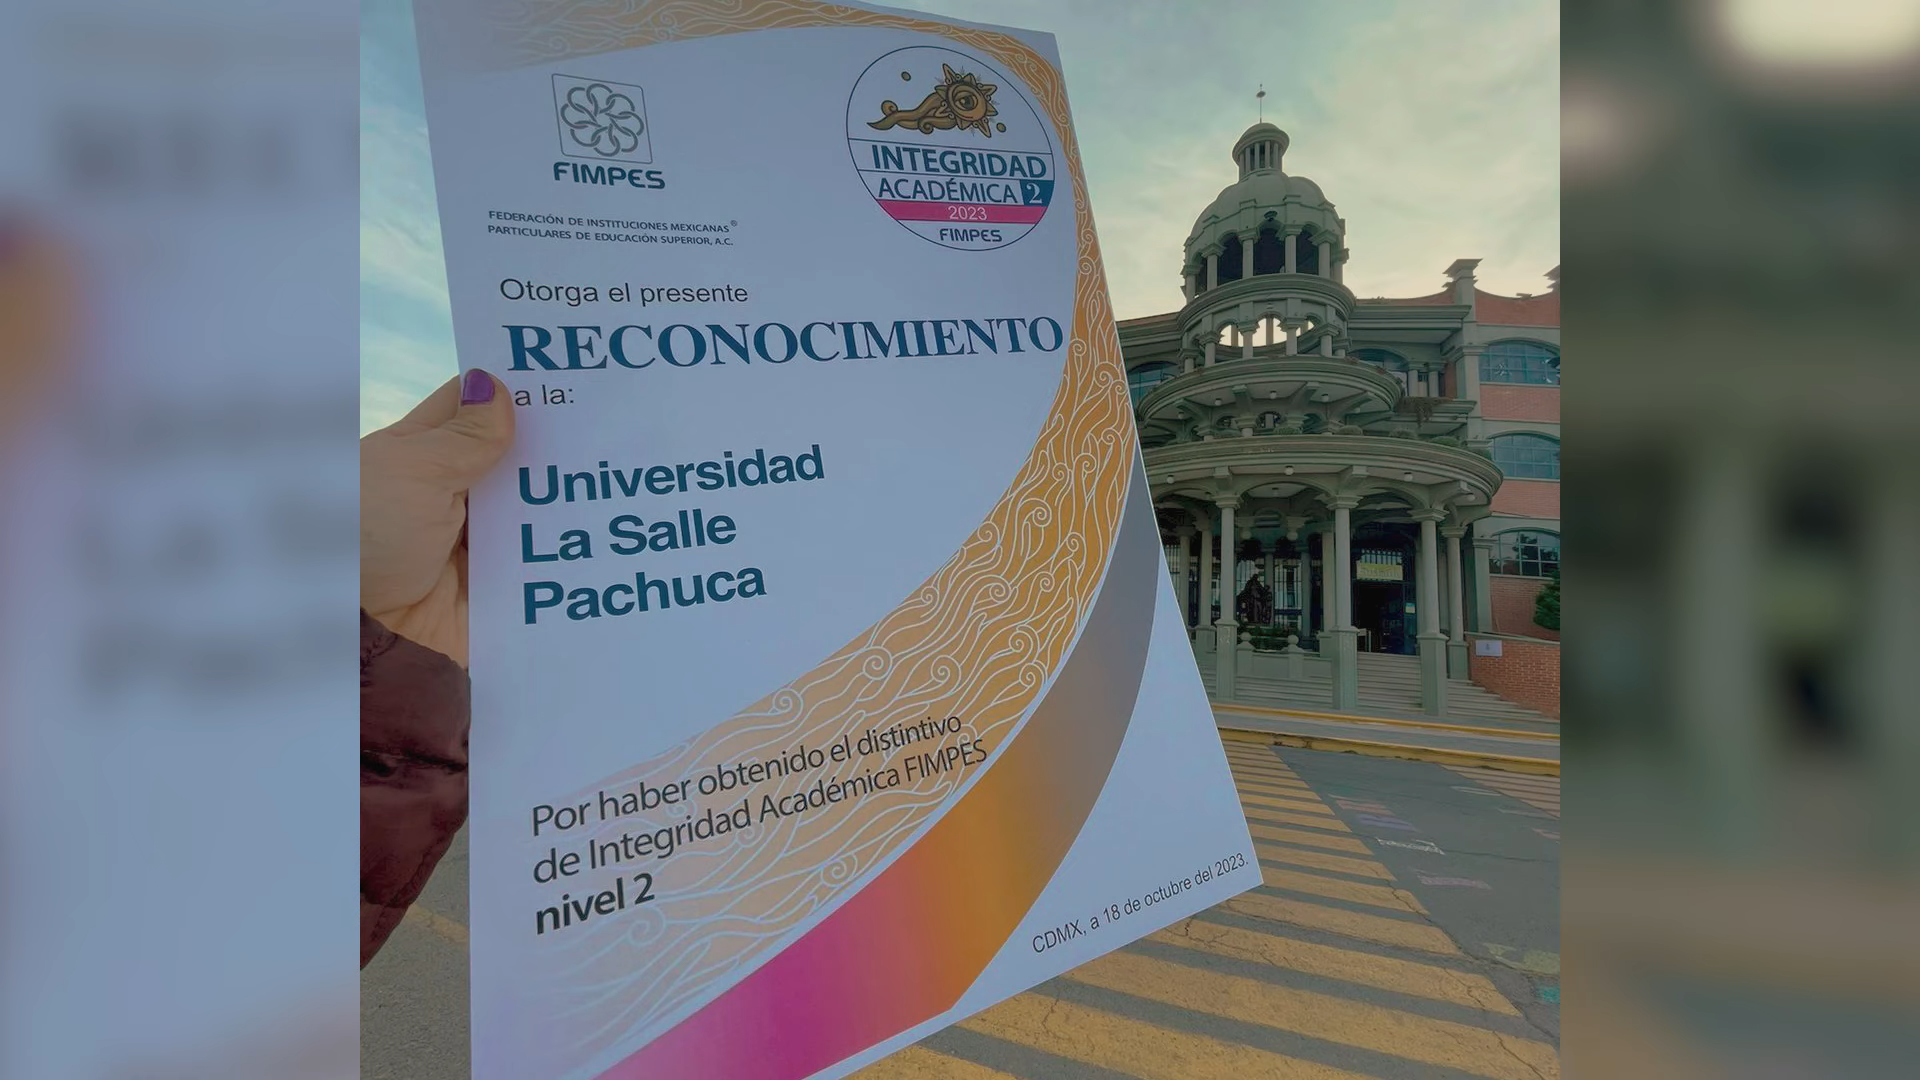 FIMPES
FEDERACIÓN DE INSTITUCIONES MEXICANAS®
PARTICULARES DE EDUCACIÓN SUPERIOR, A.C.
INTEGRIDAD
ACADÉMICA 2
2023
FIMPES
Otorga el presente
RECONOCIMIENTO
a la:
Universidad
La Salle
Pachuca
Por haber obtenido el distintivo
de Integridad Académica FIMPES
nivel 2
CDMX, a 18 de octubre del 2023.